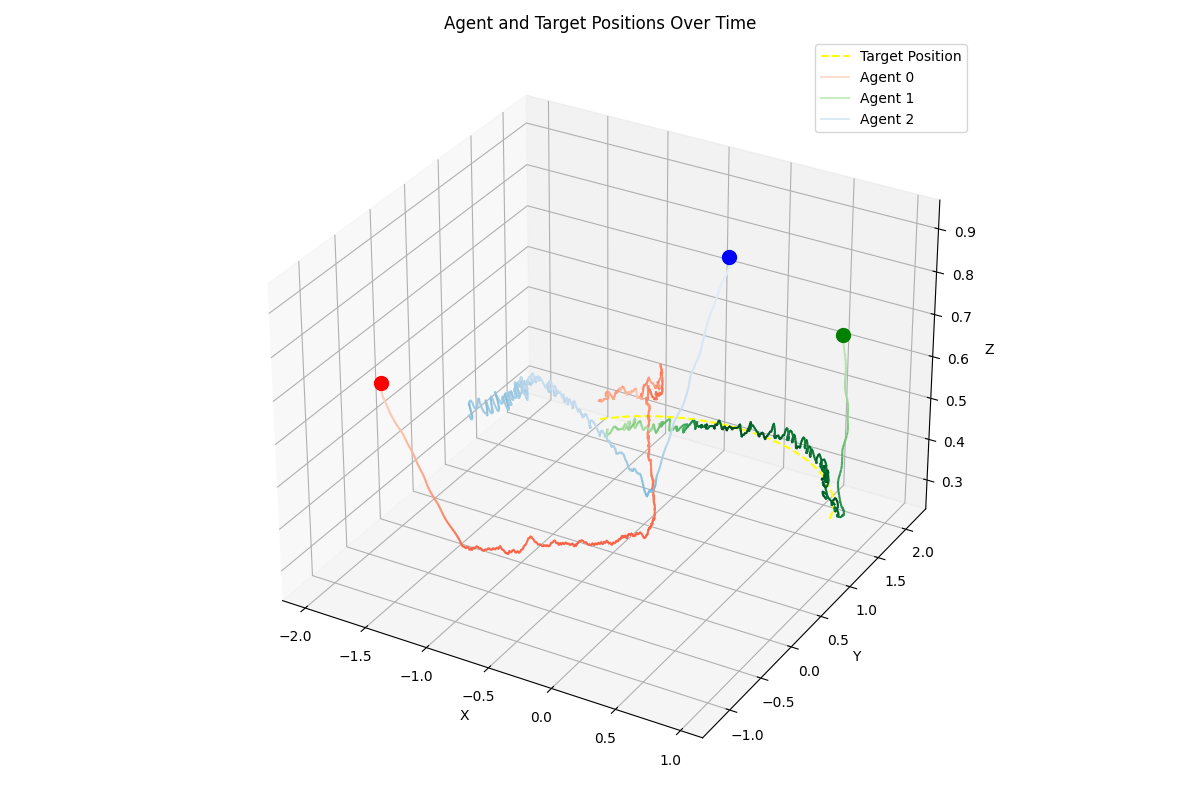 Agent and Target Positions Over Time
Target Position
Agent 0
Agent 1
Agent 2
0.9
0.8
0.7
0.6
0.5
0.4
0.3
Z
2.0
1.5
1.0
0.5
0.0
−0.5
−1.0
Y
−2.0
−1.5
−1.0
−0.5
0.0
0.5
1.0
X